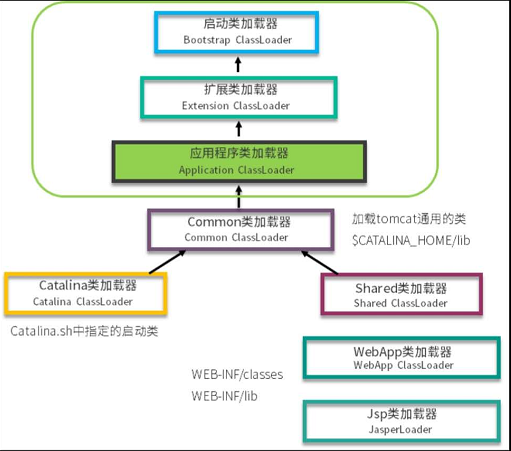 启动类加载器
Bootstrap ClassLoader
扩展类加载器
Extension ClassLoader
应用程序类加载器
Application ClassLoader
Common类加载器
Common ClassLoader
加载tomcat通用的类
$CATALINA_HOME/lib
Catalina类加载器
Catalina ClassLoader
Shared类加载器
Shared ClassLoader
Catalina.sh中指定的启动类
WebApp类加载器
WebApp ClassLoader
WEB-INF/classes
WEB-INF/lib
Jsp类加载器
JasperLoader